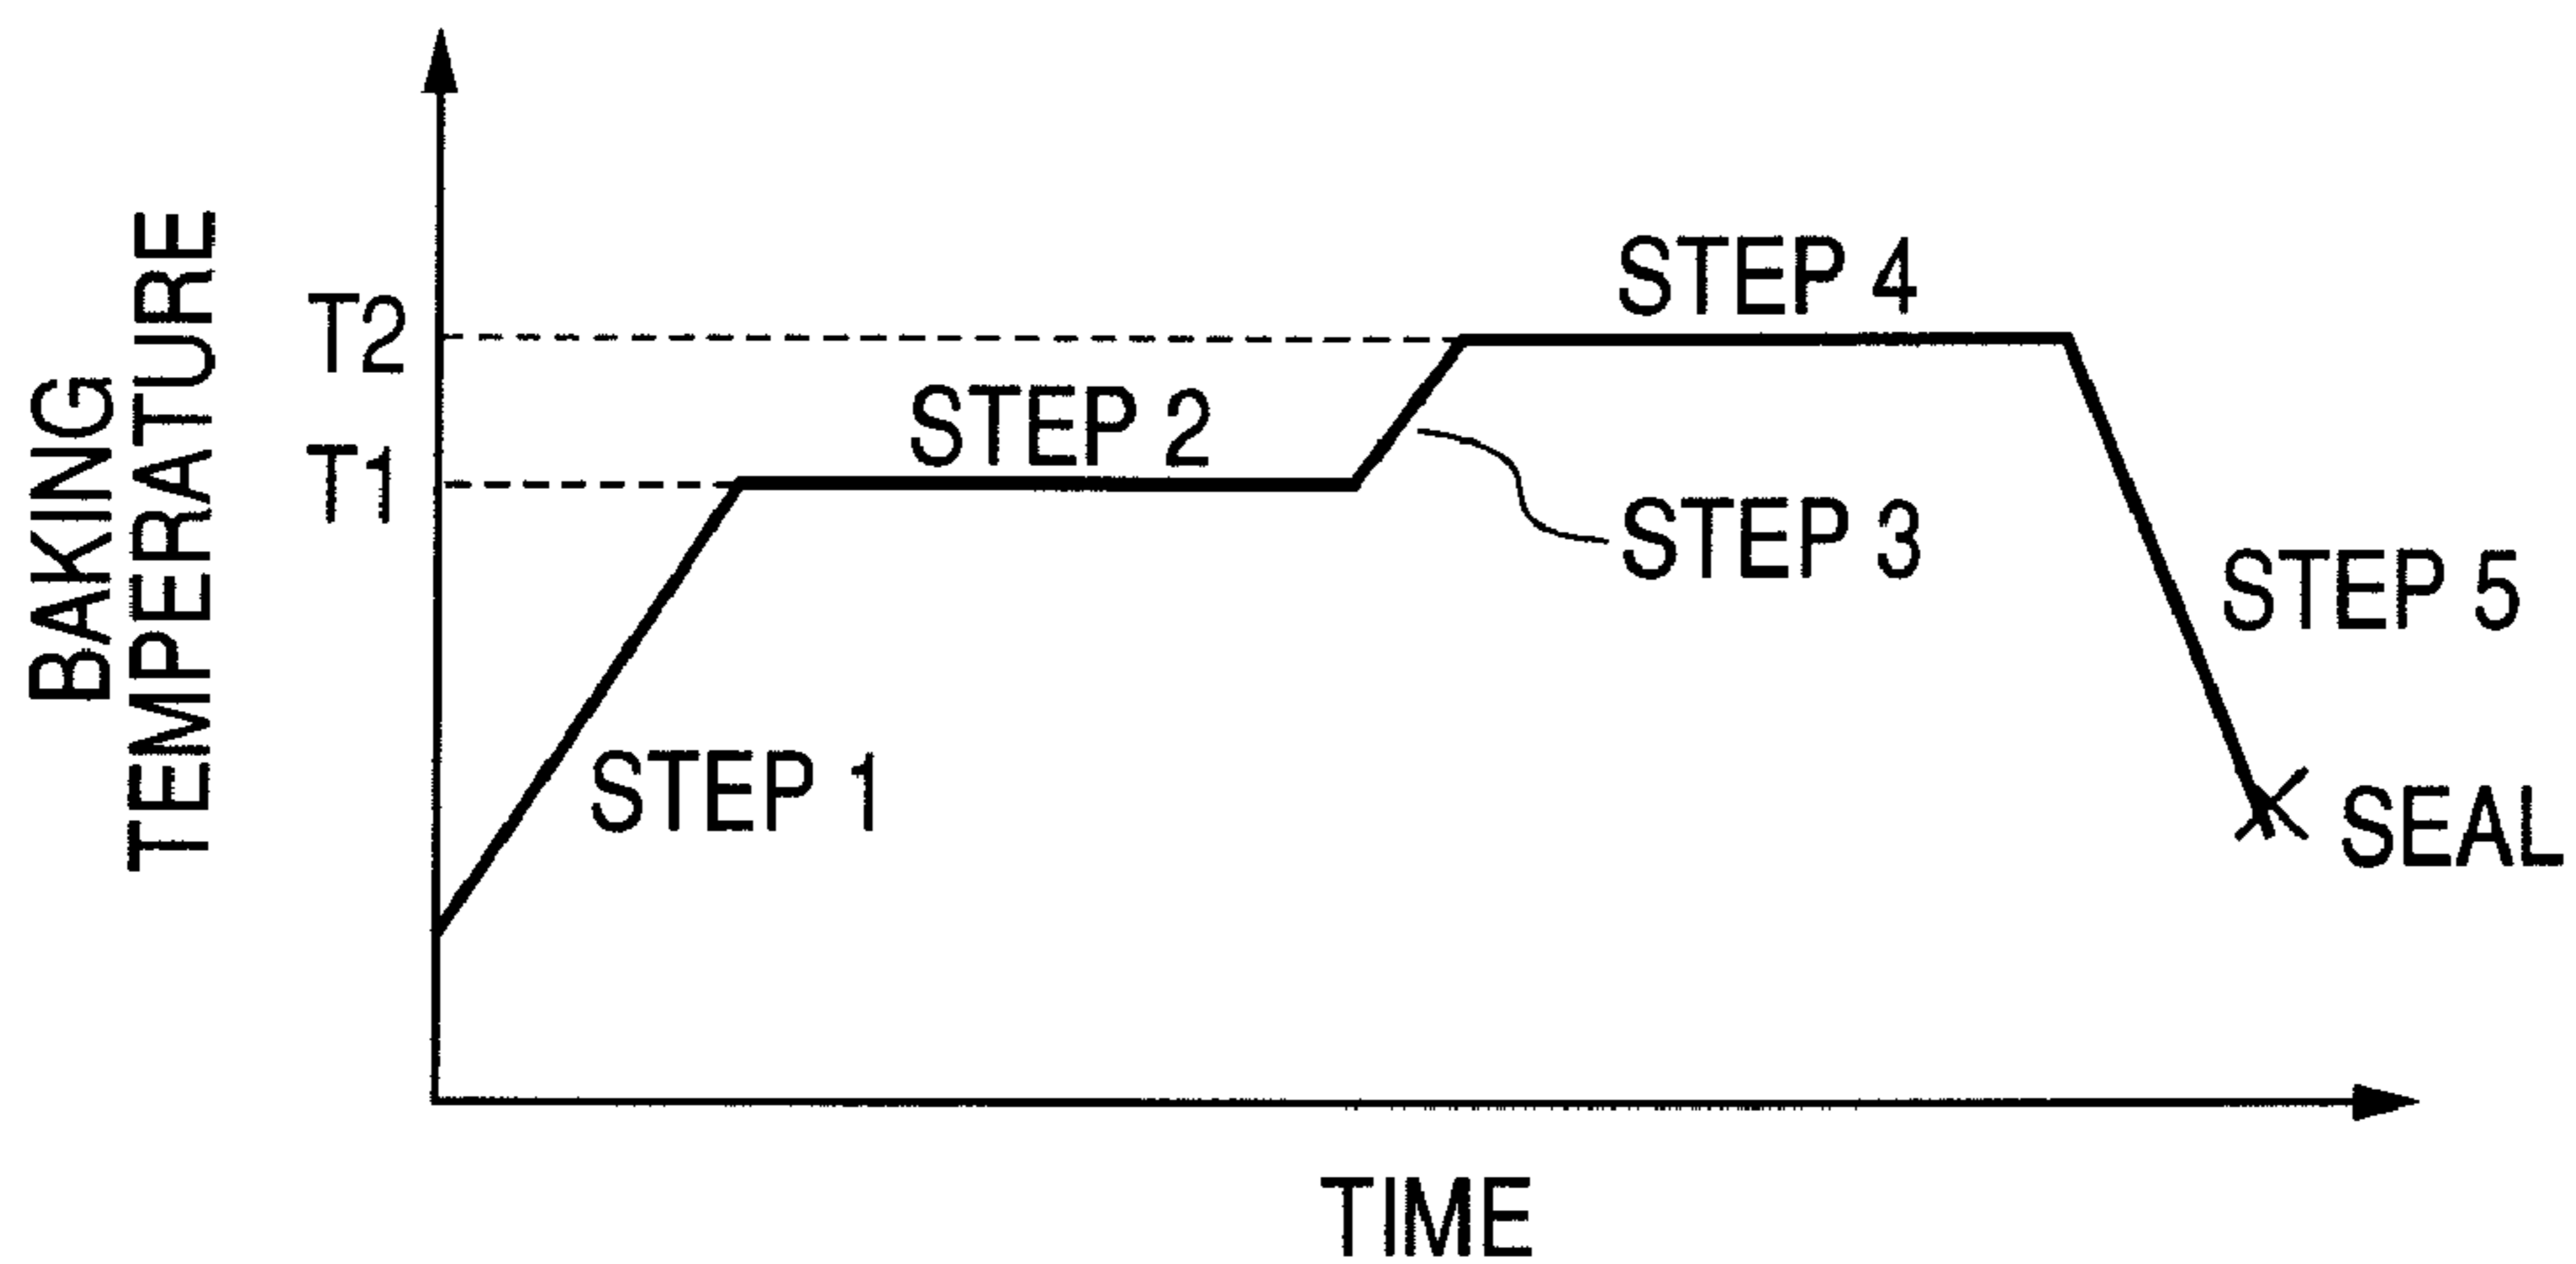 BAKING
TEMPERATURE
T2
T1
STEP 4
STEP 2
STEP 3
STEP 5
STEP 1
SEAL
TIME